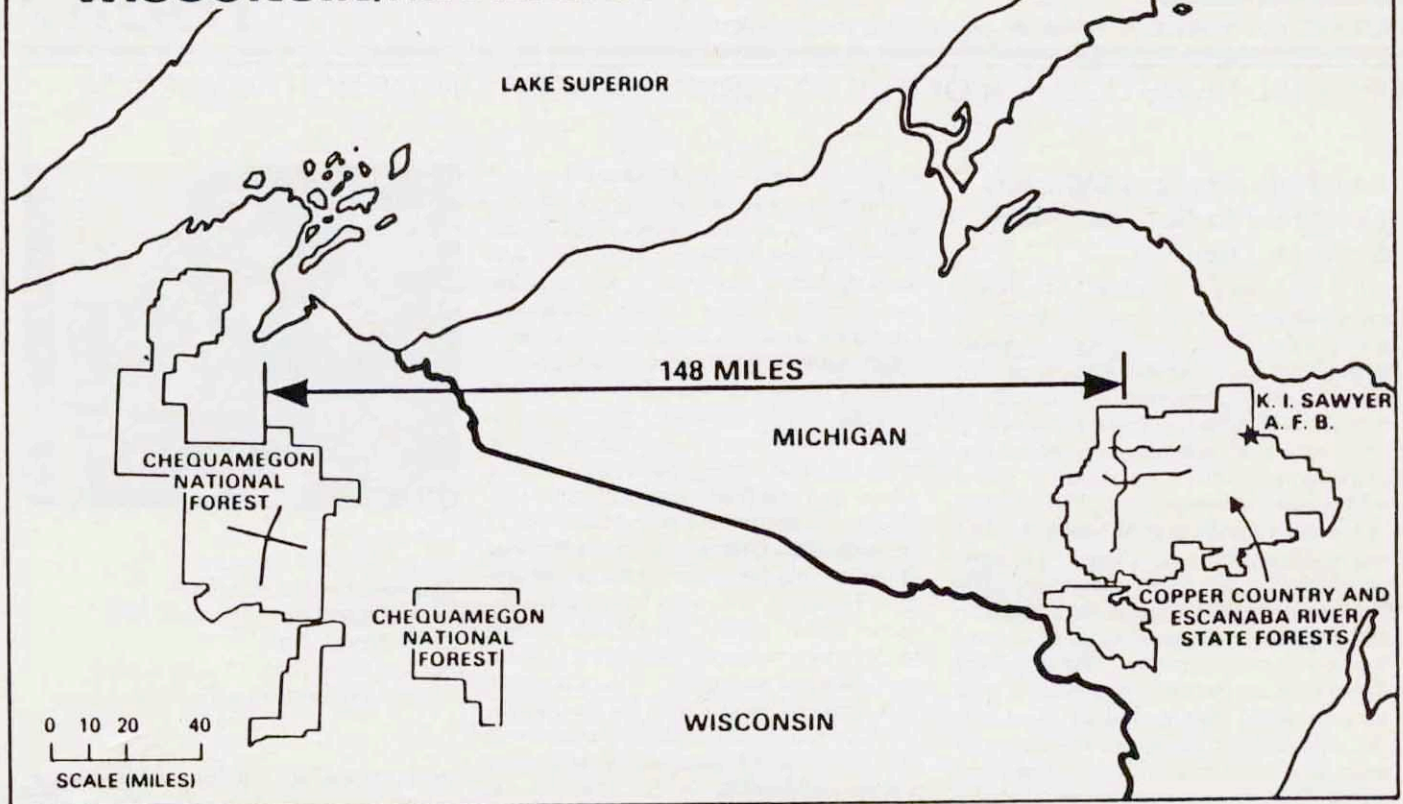 LAKE SUPERIOR
148 MILES
K. I. SAWYER
A. F. B.
MICHIGAN
CHEQUAMEGON
NATIONAL
FOREST
CHEQUAMEGON
NATIONAL
FOREST
COPPER COUNTRY AND
ESCANABA RIVER
STATE FORESTS
WISCONSIN
0 10 20 40
SCALE (MILES)